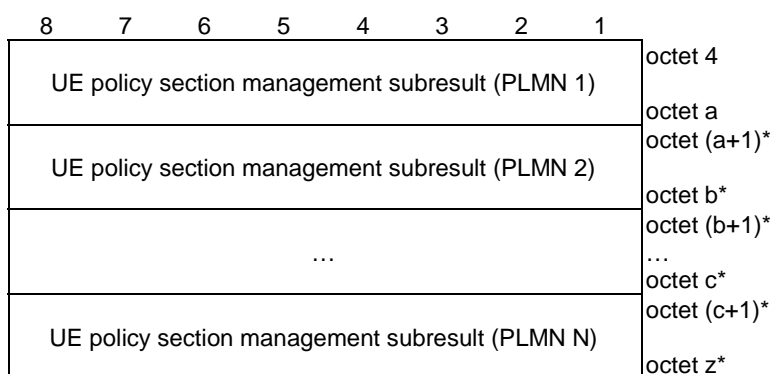 8 7 6 5 4 3 2 1
UE policy section management subresult (PLMN 1)
octet 4
octet a
UE policy section management subresult (PLMN 2)
octet (a+1)*
octet b*
…
octet (b+1)*
…
octet c*
UE policy section management subresult (PLMN N)
octet (c+1)*
octet z*